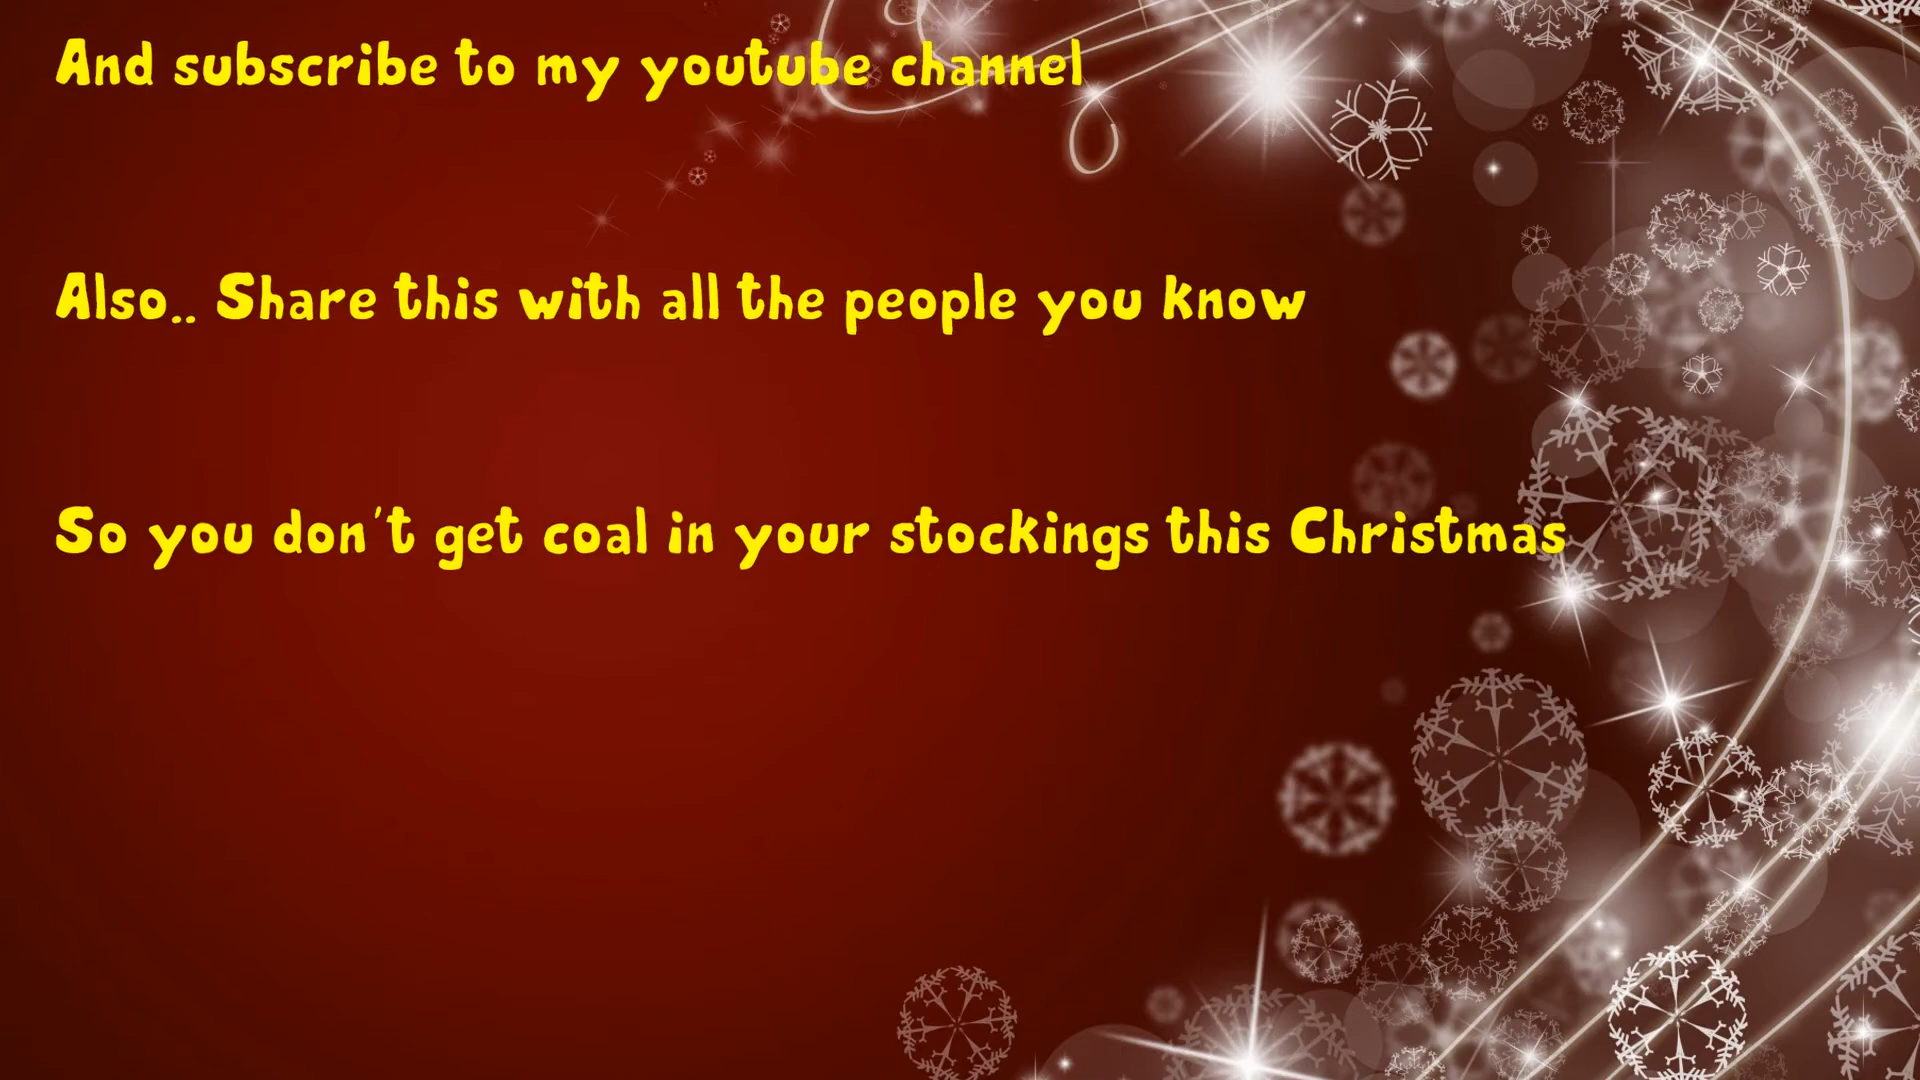 And subscribe to my youtube channel
Also.. Share this with all the people you know
So you don't get coal in your stockings this Christmas